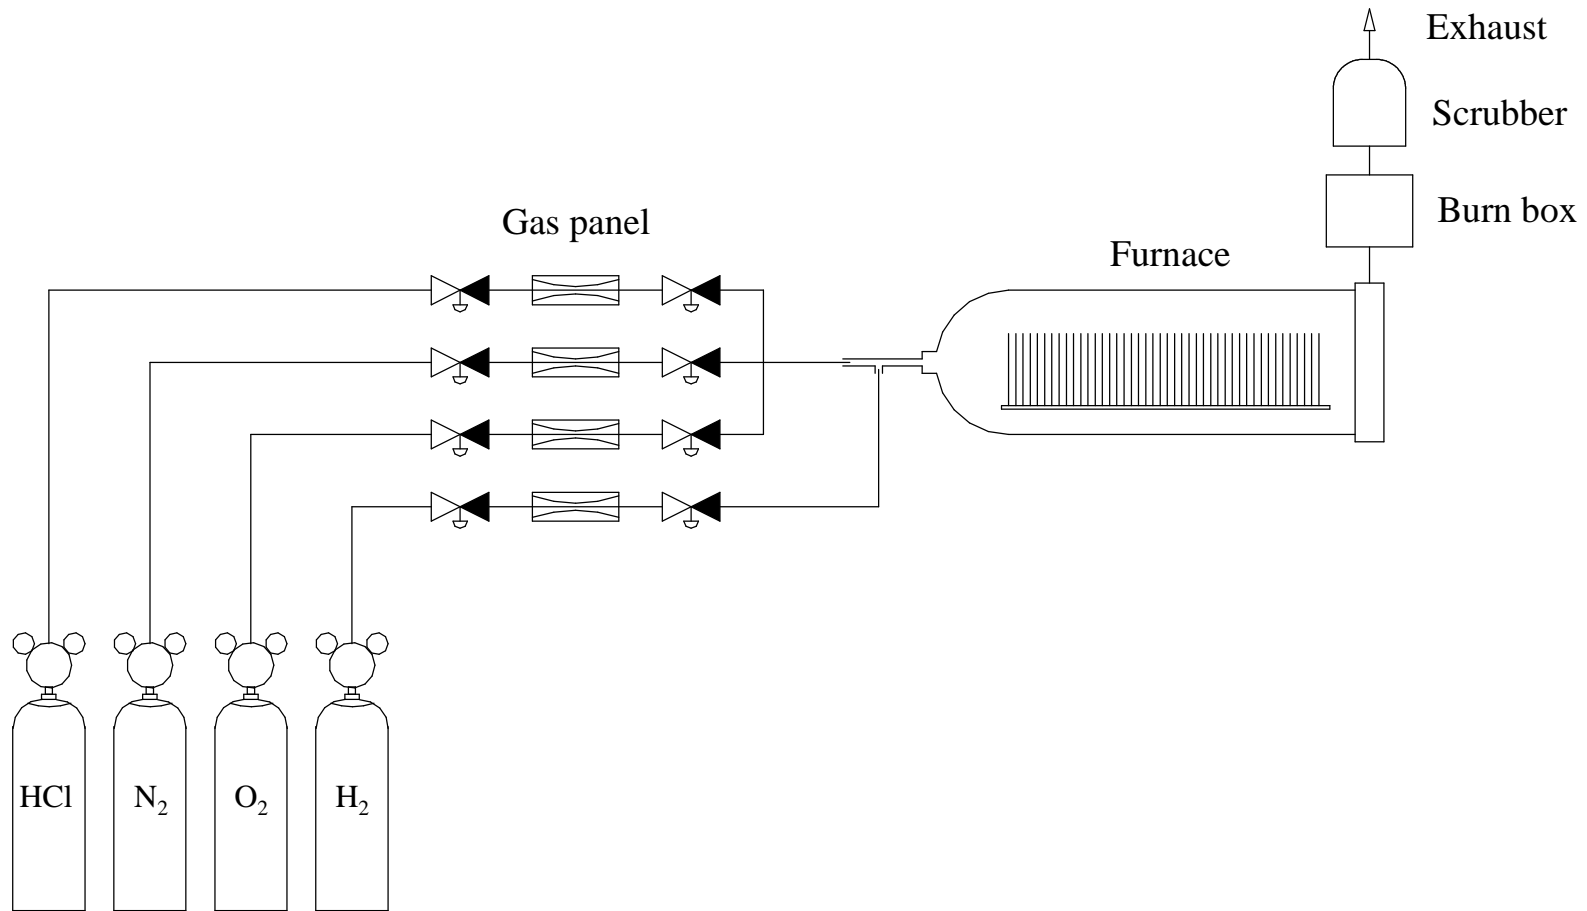 Exhaust
Scrubber
Burn box
Gas panel
Furnace
HCl
N₂
O₂
H₂